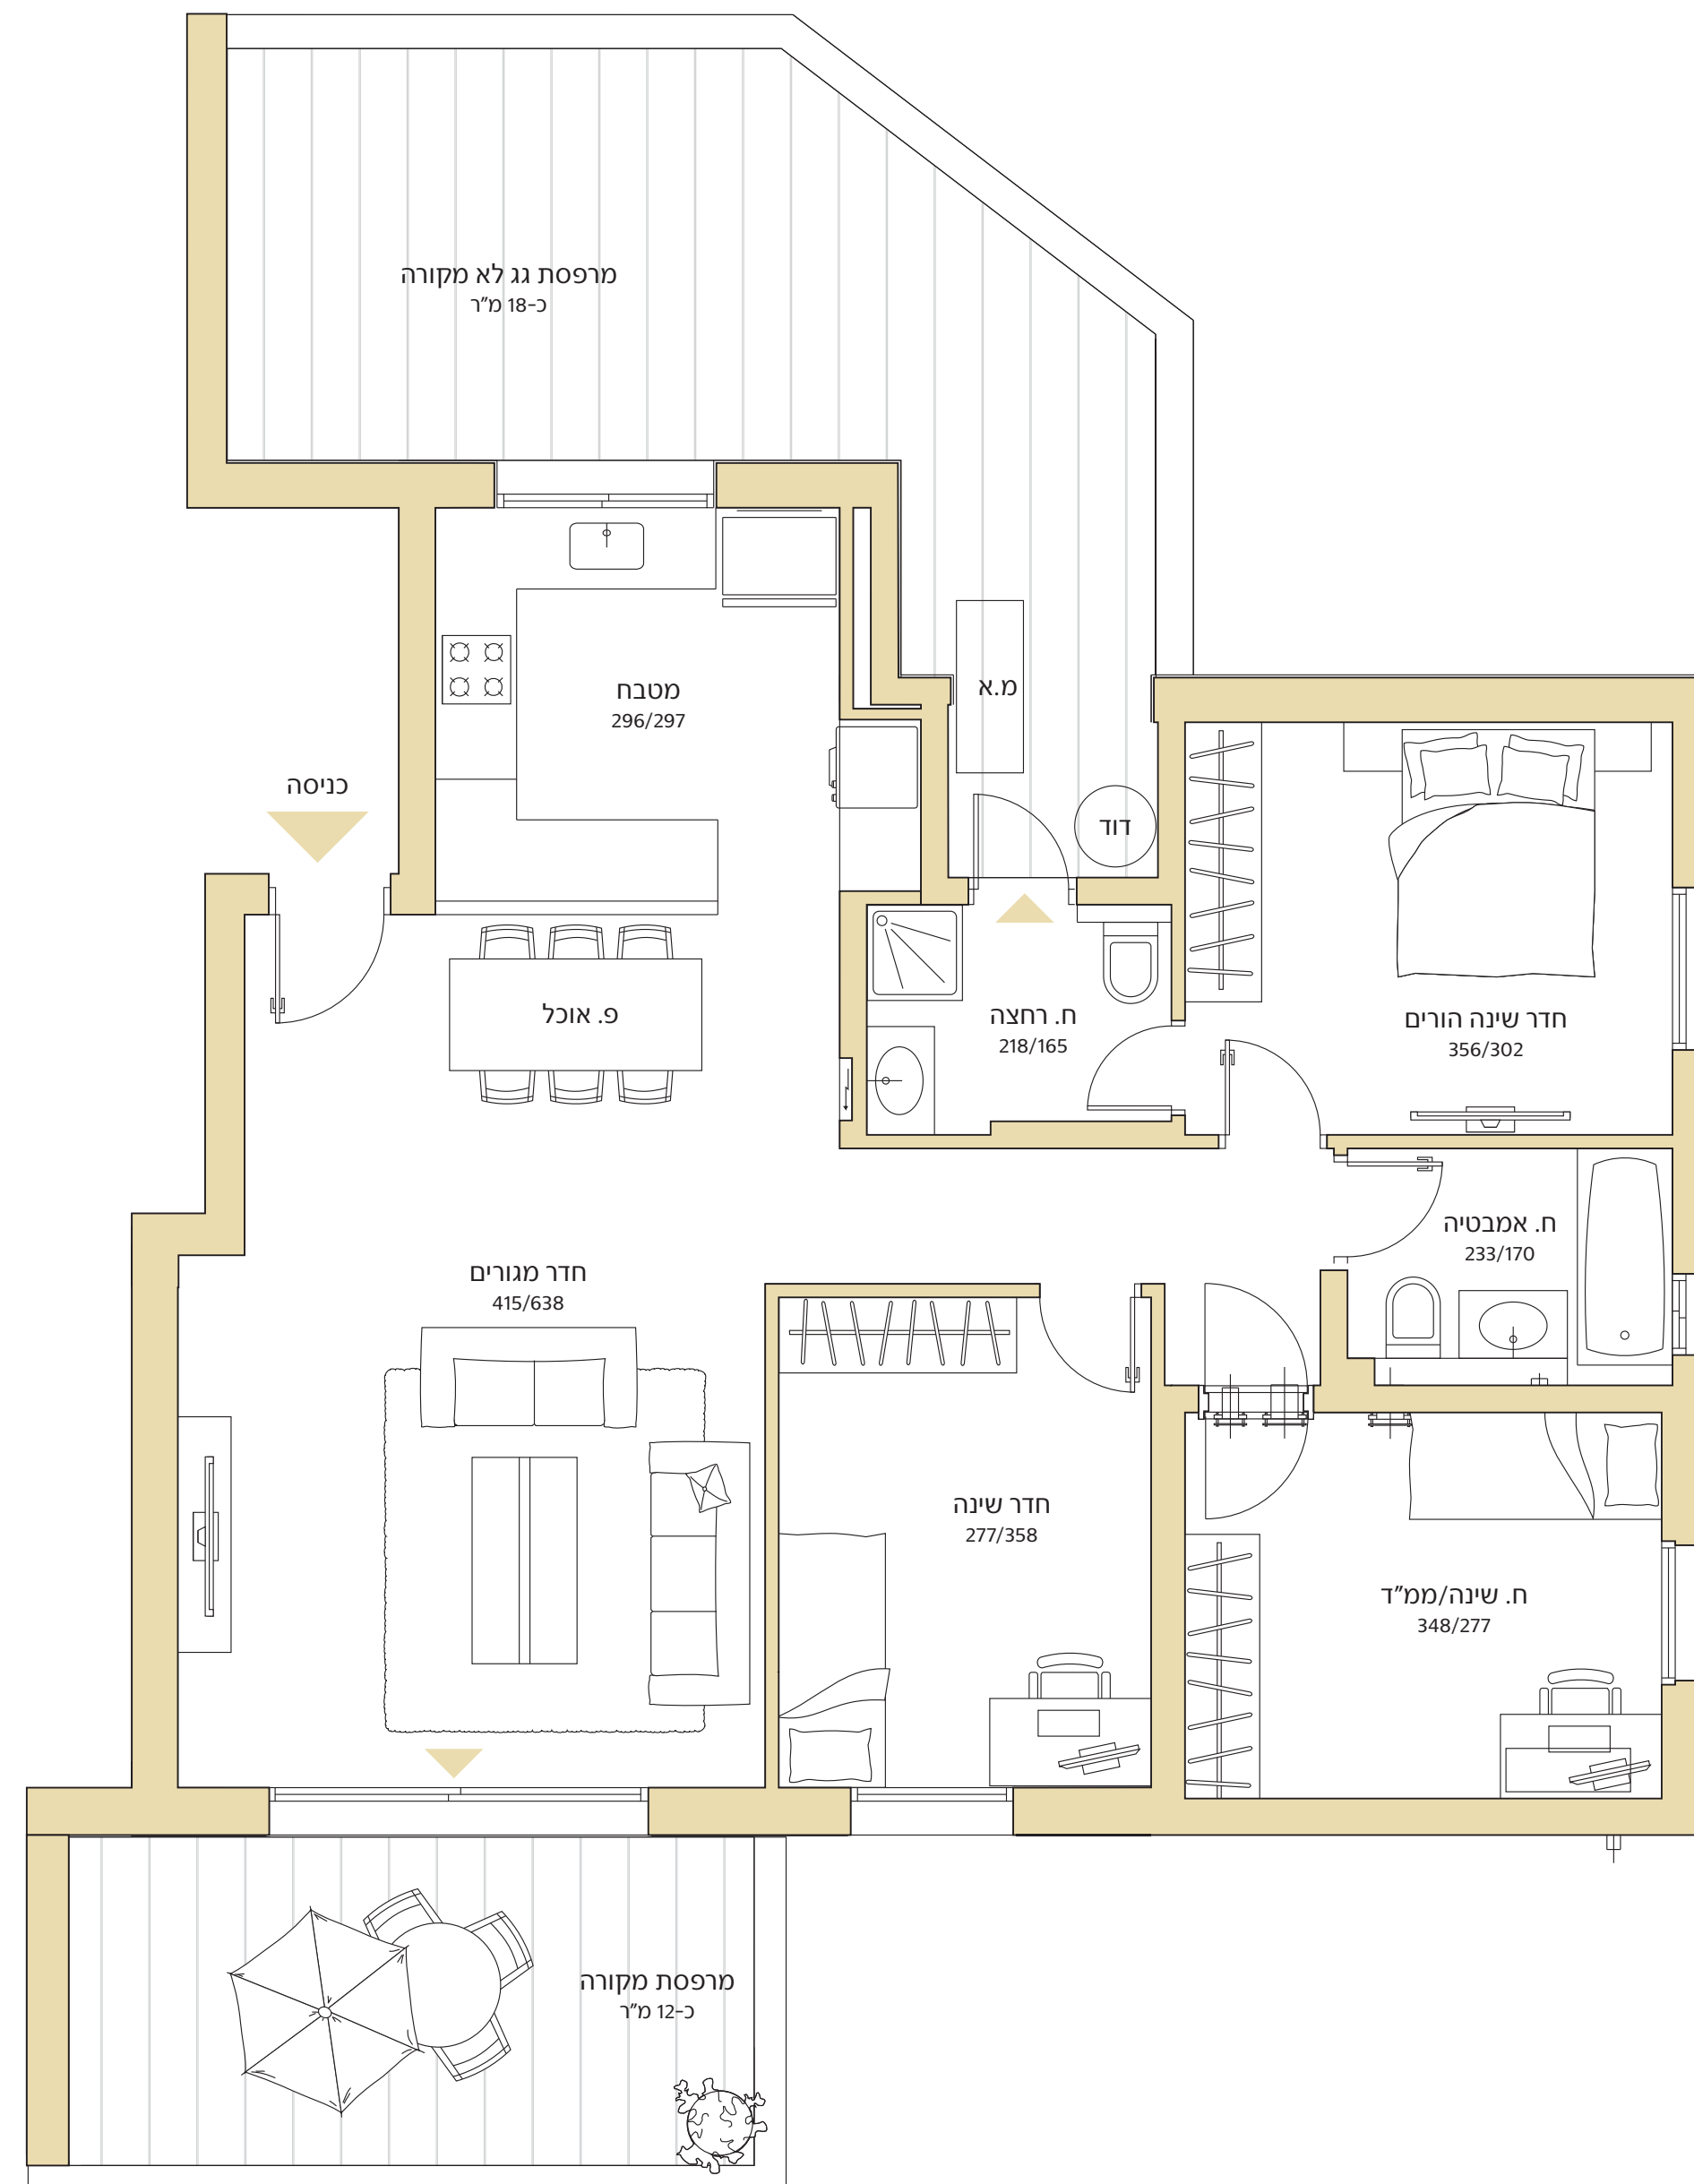 מרפסת גג לא מקורה
כ-18 מ״ר
מטבח
296/297
מ.א
כניסה
דוד
פ. אוכל
ח. רחצה
218/165
חדר שינה הורים
356/302
ח. אמבטיה
233/170
חדר מגורים
415/638
חדר שינה
277/358
ח. שינה/ממ״ד
348/277
מרפסת מקורה
כ-12 מ״ר